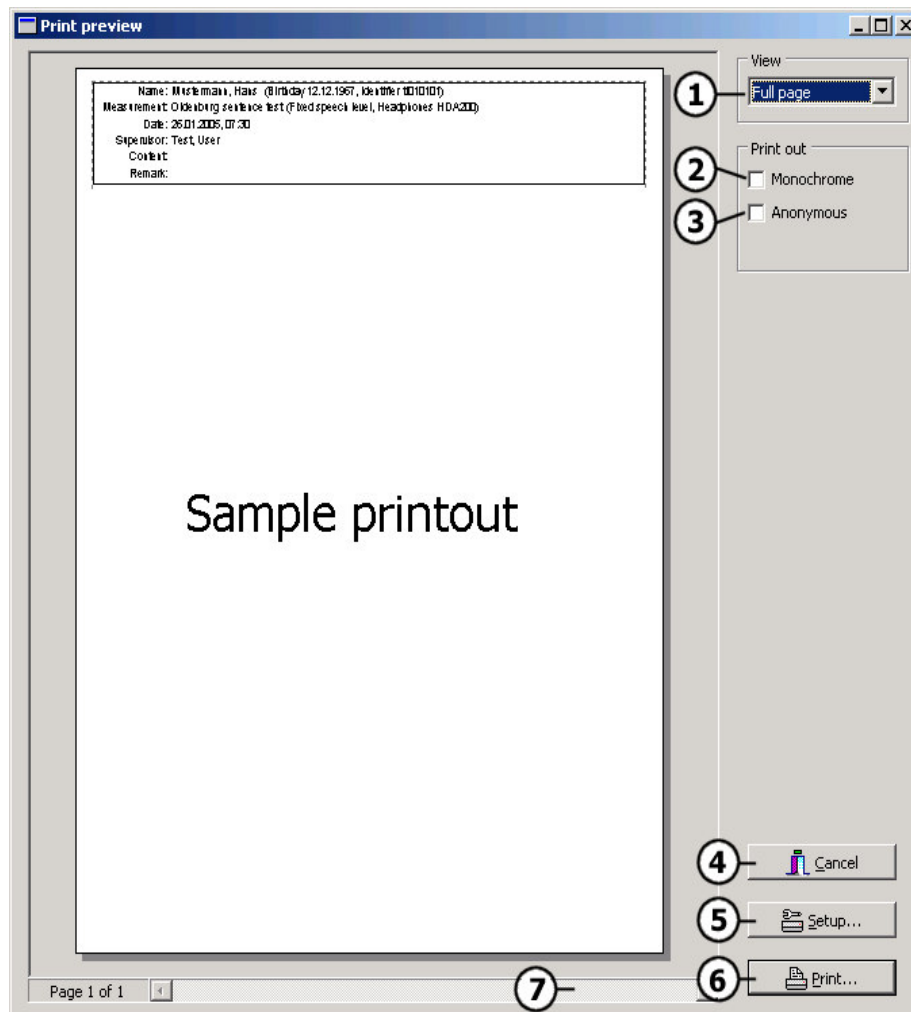 Print preview
Name: Mustermann, Hans (Birthday 12.12.1967, Identifier t1010101)
Measurement: Oldenburg sentence test (Fixed speech level, Headphones HDA200)
Date: 26.01.2005, 07:30
Supervisor: Test, User
Content:
Remark:
Sample printout
View
1
Full page
Print out
2
Monochrome
3
Anonymous
4
Cancel
5
Setup...
6
Print...
Page 1 of 1
7